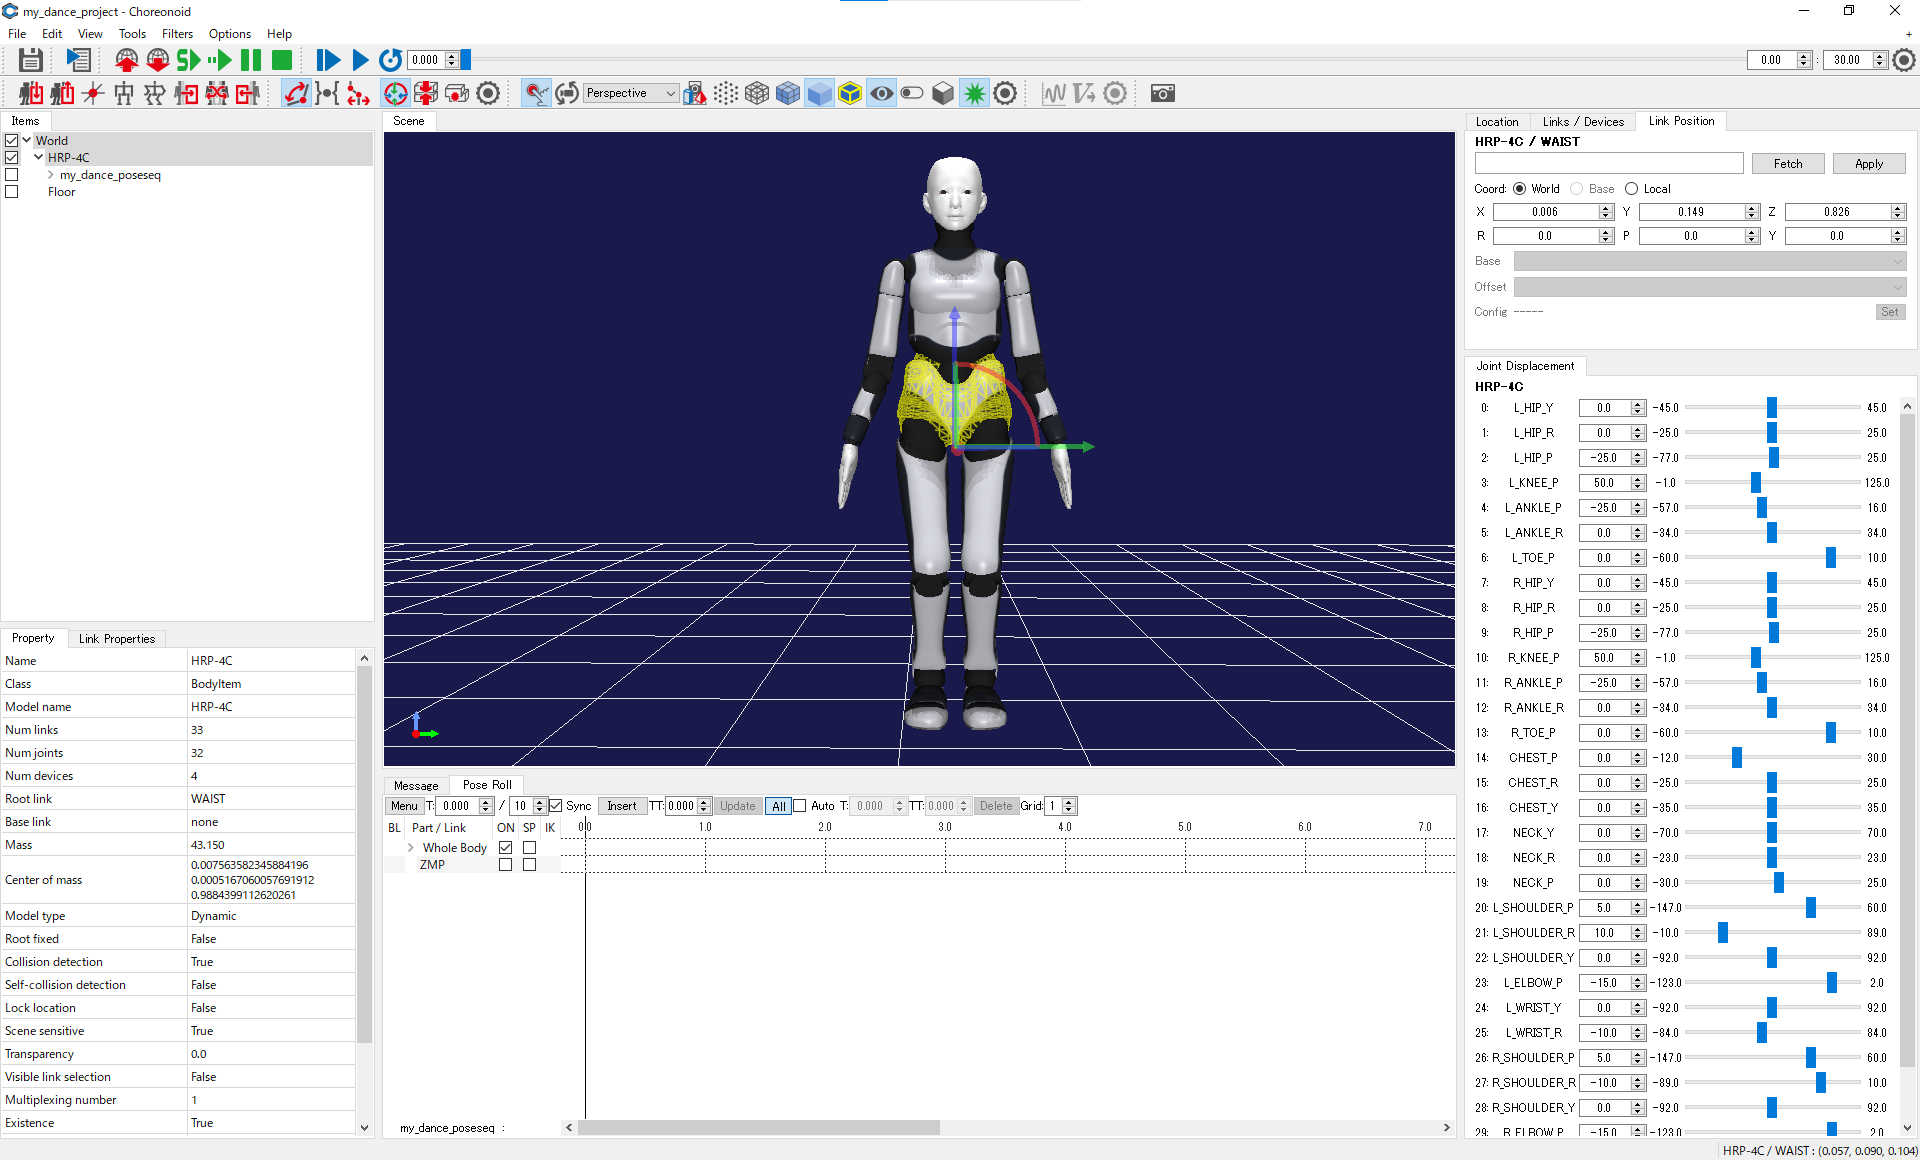 my_dance_project - Choreonoid
File Edit View Tools Filters Options Help
0.000 0.00 : 30.00
Perspective
Items
World
HRP-4C
my_dance_poseseq
Floor
Property Link Properties
Name HRP-4C
Class BodyItem
Model name HRP-4C
Num links 33
Num joints 32
Num devices 4
Root link WAIST
Base link none
Mass 43.150
Center of mass 0.007563582345884196
0.0005167060057691912
0.9884399112620261
Model type Dynamic
Root fixed False
Collision detection True
Self-collision detection False
Lock location False
Scene sensitive True
Transparency 0.0
Visible link selection False
Multiplexing number 1
Existence True
Scene
Message Pose Roll
Menu T: 0.000 / 10 Sync Insert TT: 0.000 Update All Auto T: 0.000 TT: 0.000 Delete Grid: 1
BL Part / Link ON SP IK 0.0 1.0 2.0 3.0 4.0 5.0 6.0 7.0
Whole Body
ZMP
my_dance_poseseq :
Location Links / Devices Link Position
HRP-4C / WAIST
Fetch Apply
Coord: World Base Local
X 0.006 Y 0.149 Z 0.826
R 0.0 P 0.0 Y 0.0
Base
Offset
Config ----- Set
Joint Displacement
HRP-4C
0: L_HIP_Y 0.0 -45.0 45.0
1: L_HIP_R 0.0 -25.0 25.0
2: L_HIP_P -25.0 -77.0 25.0
3: L_KNEE_P 50.0 -1.0 125.0
4: L_ANKLE_P -25.0 -57.0 16.0
5: L_ANKLE_R 0.0 -34.0 34.0
6: L_TOE_P 0.0 -60.0 10.0
7: R_HIP_Y 0.0 -45.0 45.0
8: R_HIP_R 0.0 -25.0 25.0
9: R_HIP_P -25.0 -77.0 25.0
10: R_KNEE_P 50.0 -1.0 125.0
11: R_ANKLE_P -25.0 -57.0 16.0
12: R_ANKLE_R 0.0 -34.0 34.0
13: R_TOE_P 0.0 -60.0 10.0
14: CHEST_P 0.0 -12.0 30.0
15: CHEST_R 0.0 -25.0 25.0
16: CHEST_Y 0.0 -35.0 35.0
17: NECK_Y 0.0 -70.0 70.0
18: NECK_R 0.0 -23.0 23.0
19: NECK_P 0.0 -30.0 25.0
20: L_SHOULDER_P 5.0 -147.0 60.0
21: L_SHOULDER_R 10.0 -10.0 89.0
22: L_SHOULDER_Y 0.0 -92.0 92.0
23: L_ELBOW_P -15.0 -123.0 2.0
24: L_WRIST_Y 0.0 -92.0 92.0
25: L_WRIST_R -10.0 -84.0 84.0
26: R_SHOULDER_P 5.0 -147.0 60.0
27: R_SHOULDER_R -10.0 -89.0 10.0
28: R_SHOULDER_Y 0.0 -92.0 92.0
29: R_ELBOW_P -15.0 -123.0 2.0
HRP-4C / WAIST : (0.057, 0.090, 0.104)